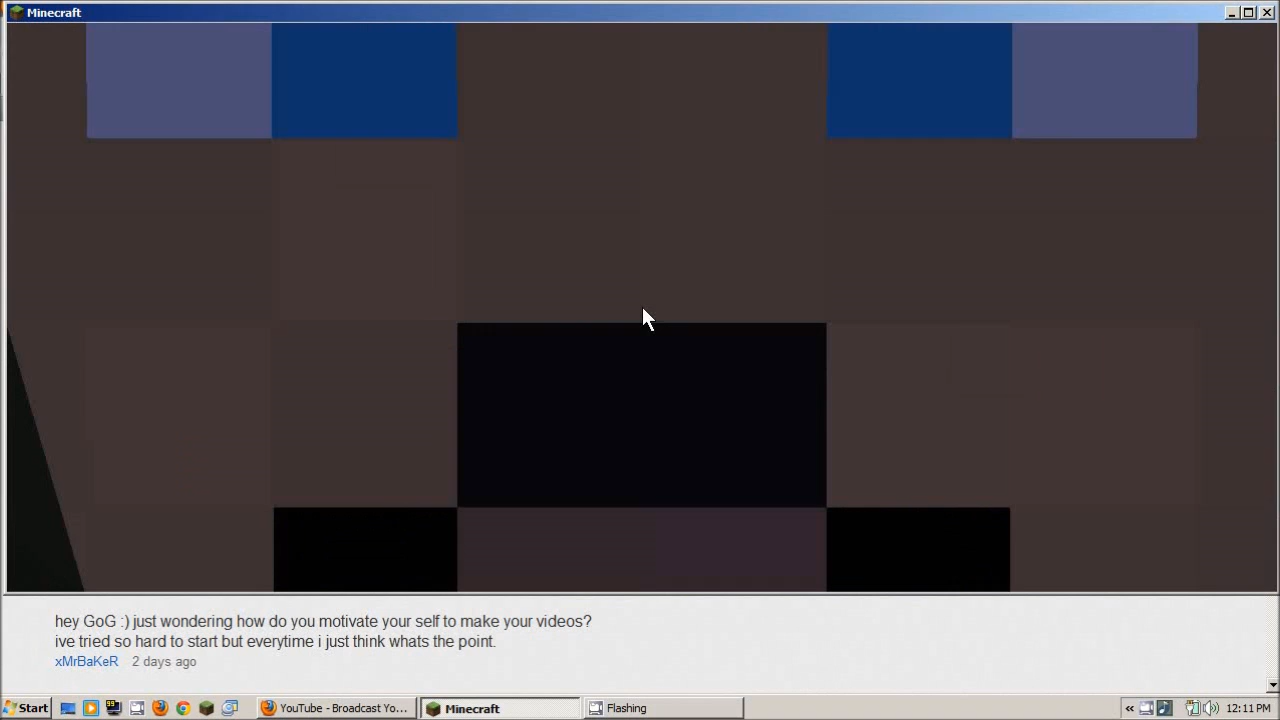 Minecraft
hey GoG :) just wondering how do you motivate your self to make your videos?
ive tried so hard to start but everytime i just think whats the point.
xMrBaKeR 2 days ago
Start YouTube - Broadcast Yo... Minecraft Flashing « 12:11 PM